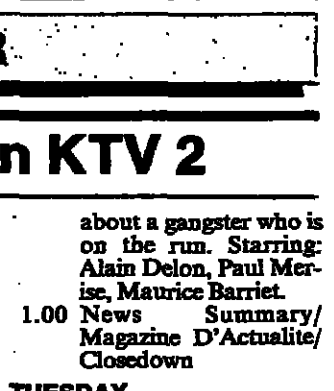 n KTV 2
about a gangster who is
on the run. Starring:
Alain Delon, Paul Mer-
ise, Maurice Barriet.
1.00 News Summary/
Magazine D'Actualite/
Closedown
TUESDAY